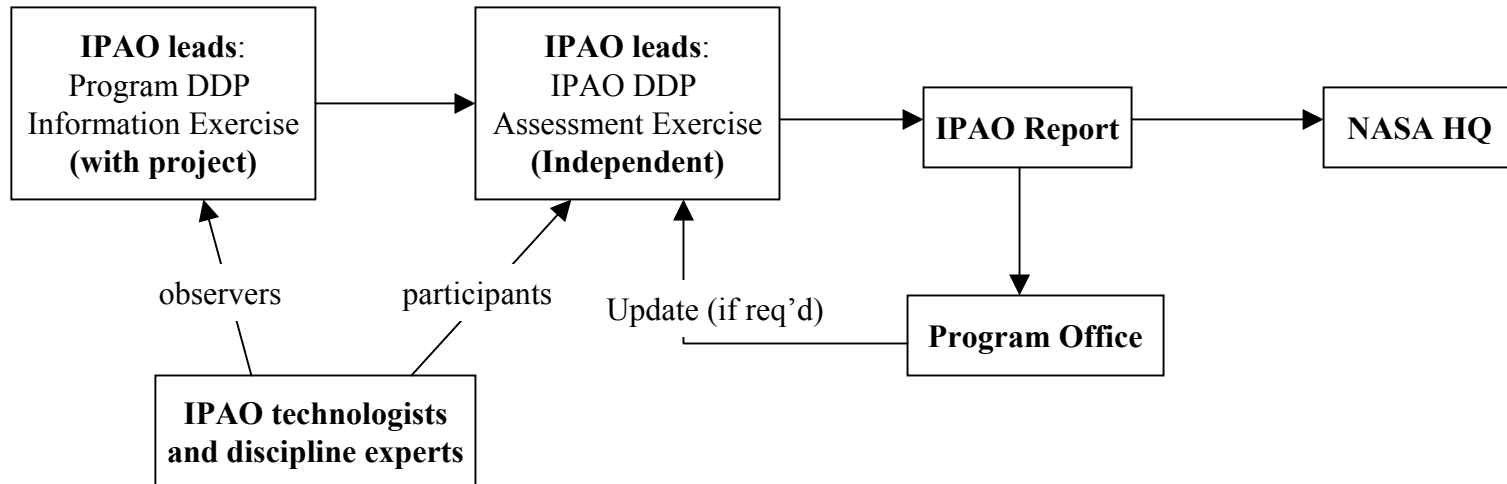 IPAO leads:
Program DDP
Information Exercise
(with project)
IPAO leads:
IPAO DDP
Assessment Exercise
(Independent)
IPAO Report
NASA HQ
observers
participants
Update (if req’d)
Program Office
IPAO technologists
and discipline experts